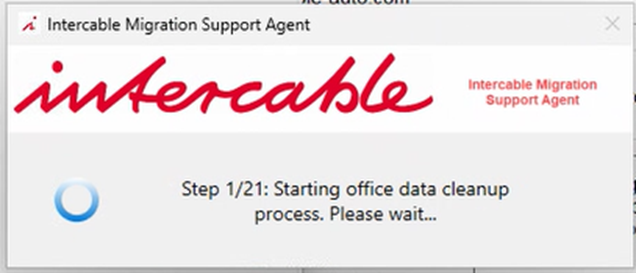 Intercable Migration Support Agent
intercable
Intercable Migration
Support Agent
Step 1/21: Starting office data cleanup
process. Please wait...